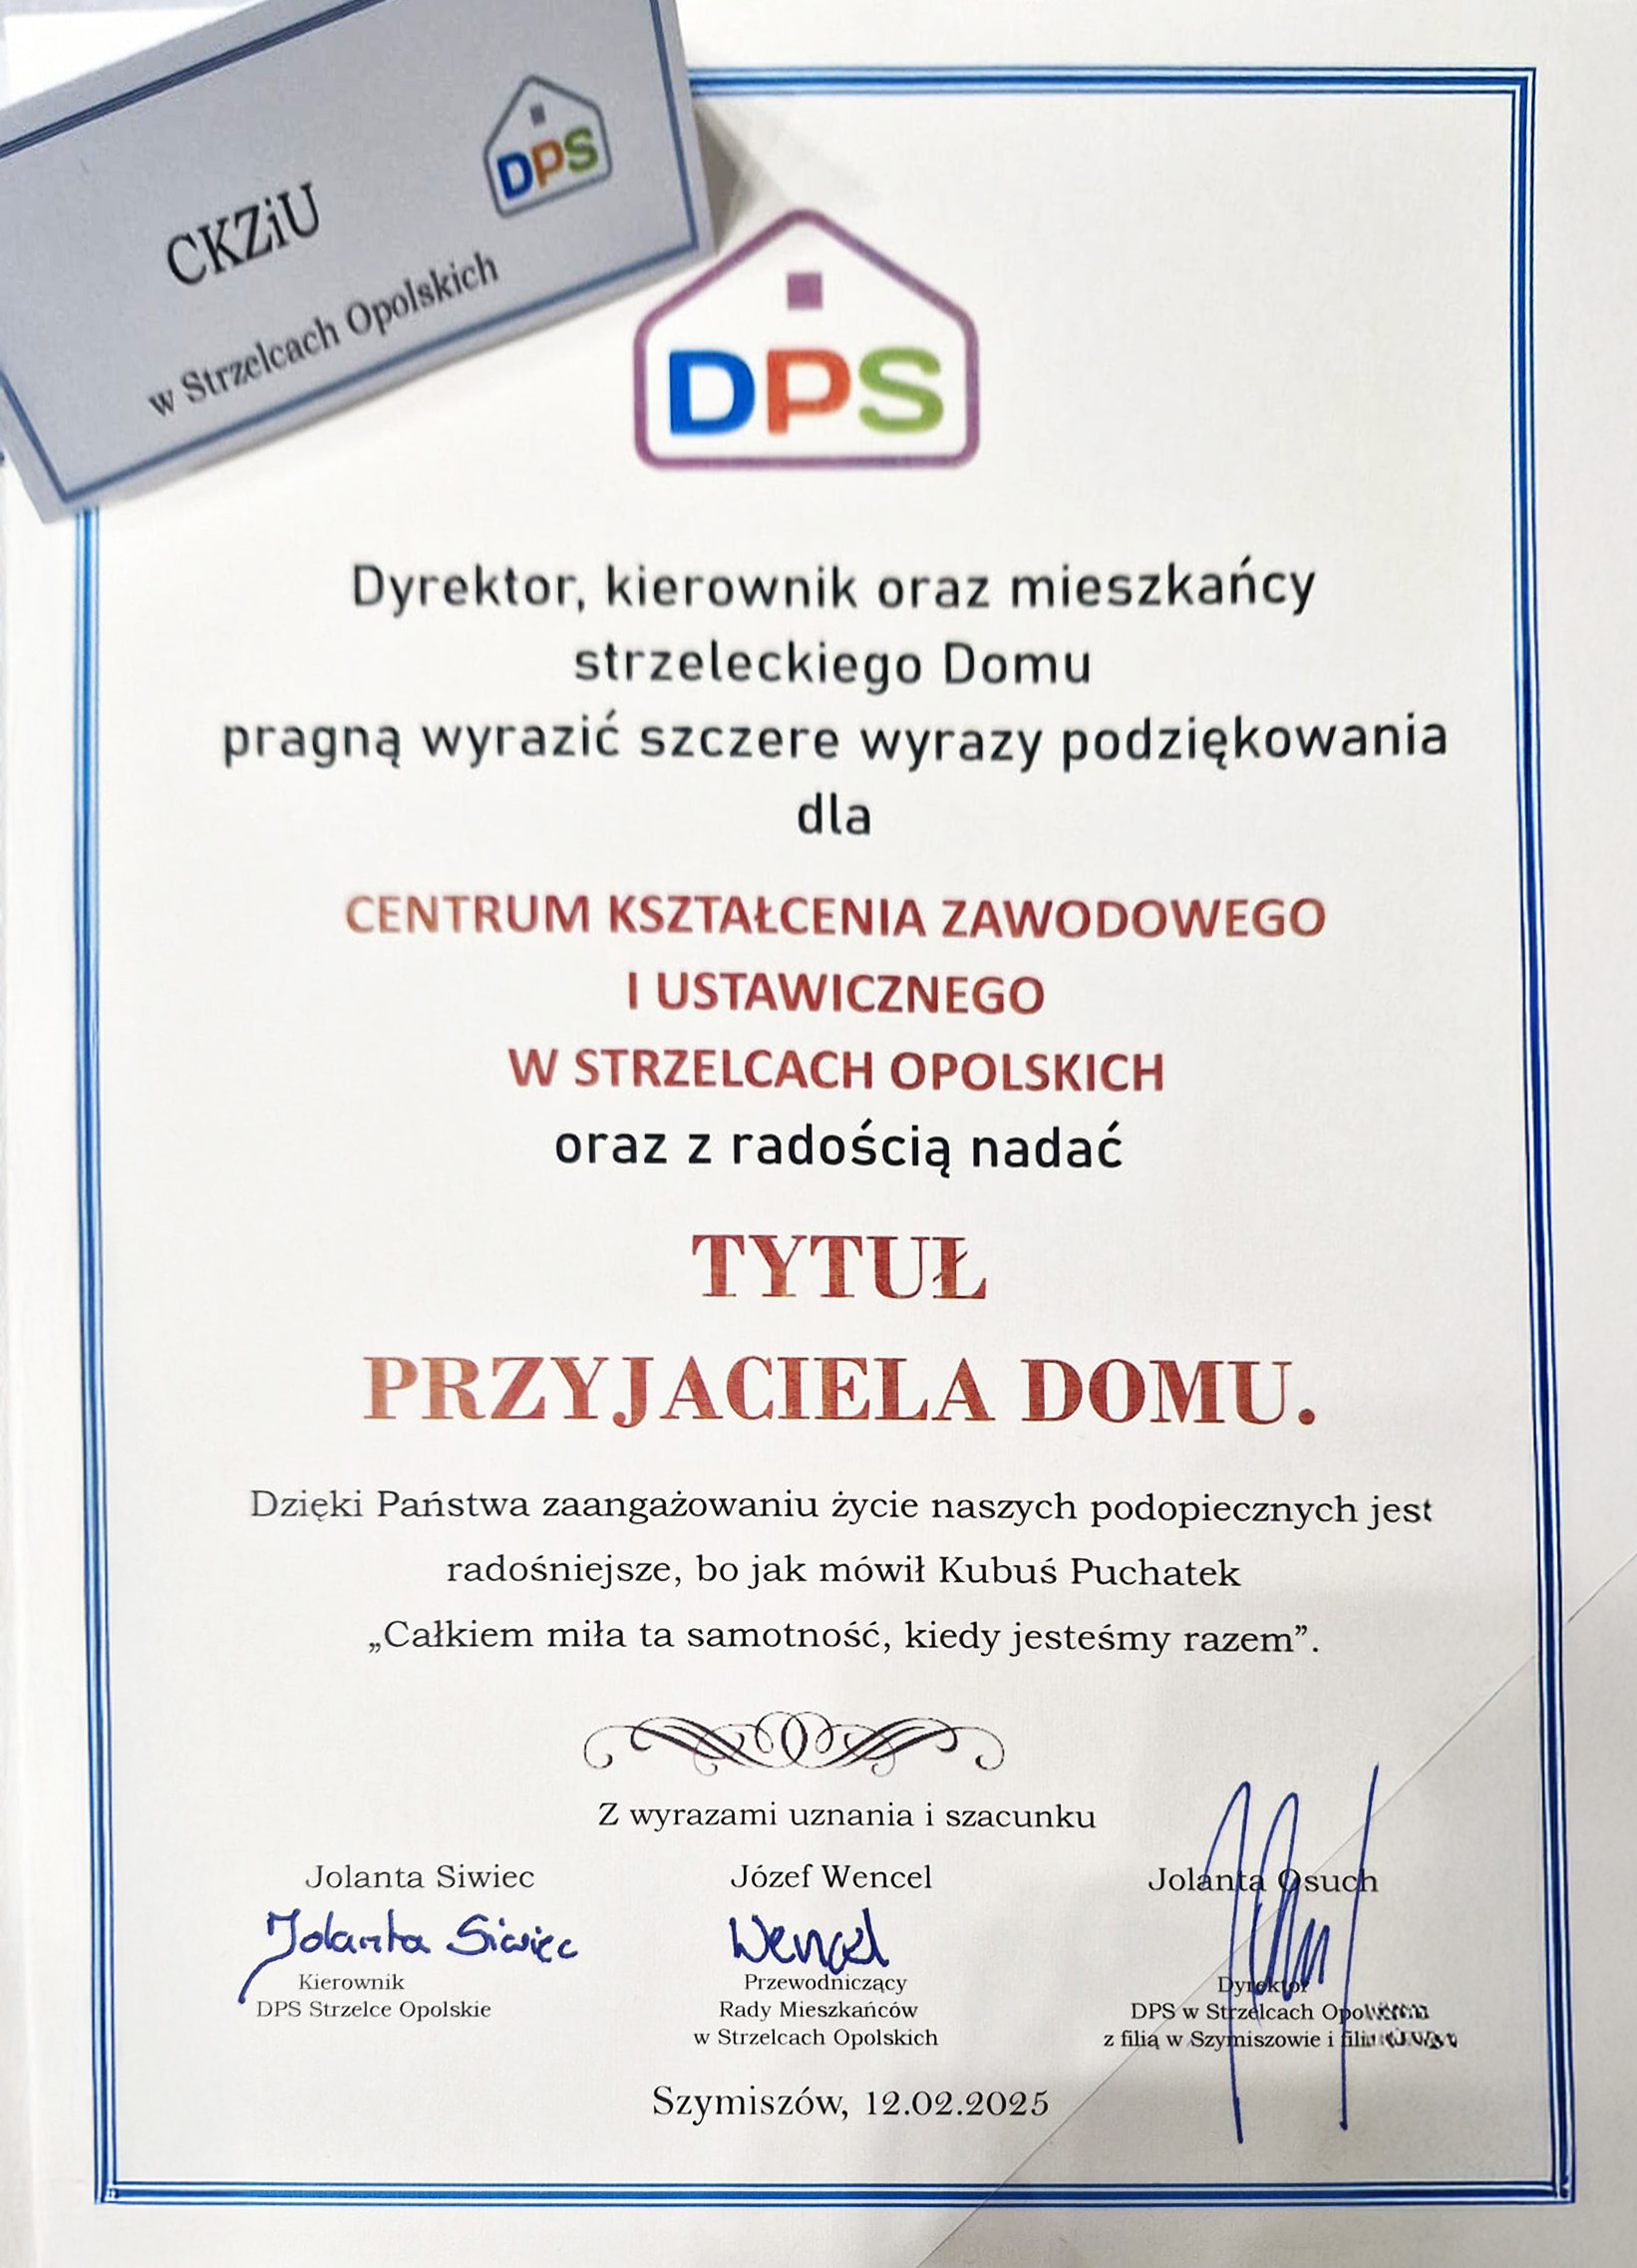 CKZiU
w Strzelcach Opolskich
DPS
DPS
Dyrektor, kierownik oraz mieszkańcy
strzeleckiego Domu
pragną wyrazić szczere wyrazy podziękowania
dla
CENTRUM KSZTAŁCENIA ZAWODOWEGO
I USTAWICZNEGO
W STRZELCACH OPOLSKICH
oraz z radością nadać
TYTUŁ
PRZYJACIELA DOMU.
Dzięki Państwa zaangażowaniu życie naszych podopiecznych jest
radośniejsze, bo jak mówił Kubuś Puchatek
„Całkiem miła ta samotność, kiedy jesteśmy razem”.
Z wyrazami uznania i szacunku
Jolanta Siwiec
Jolanta Siwiec
Kierownik
DPS Strzelce Opolskie
Józef Wencel
Wencel
Przewodniczący
Rady Mieszkańców
w Strzelcach Opolskich
Jolanta Osuch
Dyrektor
DPS w Strzelcach
z filią w Szymiszowie i
Szymiszów, 12.02.2025